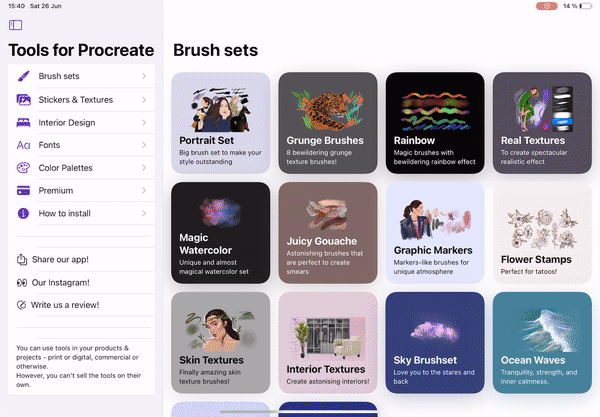 15:40 Sat 26 Jun
14 %
Tools for Procreate
Brush sets
Stickers & Textures
Interior Design
Aa Fonts
Color Palettes
Premium
How to install
Share our app!
Our Instagram!
Write us a review!
You can use tools in your products &
projects - print or digital, commercial or
otherwise.
However, you can't sell the tools on their
own.
Brush sets
Portrait Set
Big brush set to make your
style outstanding
Grunge Brushes
8 bewildering grunge
texture brushes!
Rainbow
Magic brushes with
bewildering rainbow effect
Real Textures
To create spectacular
realistic effect
Magic
Watercolor
Unique and almost
magical watercolor set
Juicy Gouache
Astonishing brushes that
are perfect to create
smears
Graphic Markers
Markers-like brushes for
unique atmosphere
Flower Stamps
Perfect for tatoos!
Skin Textures
Finally amazing skin
texture brushes!
Interior Textures
Create astonishing interiors!
Sky Brushset
Love you to the stares and
back
Ocean Waves
Tranquility, strength, and
inner calmness.